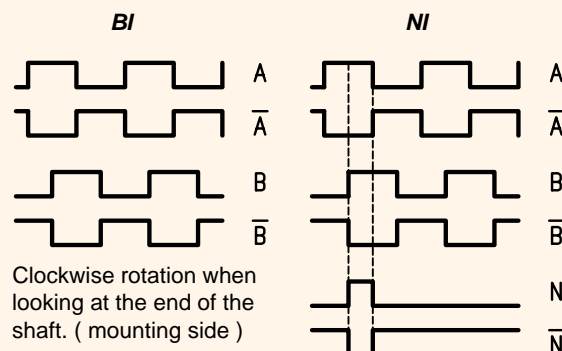 BI
NI
A
A̅
B
B̅
A
A̅
B
B̅
N
N̅
Clockwise rotation when
looking at the end of the
shaft. ( mounting side )